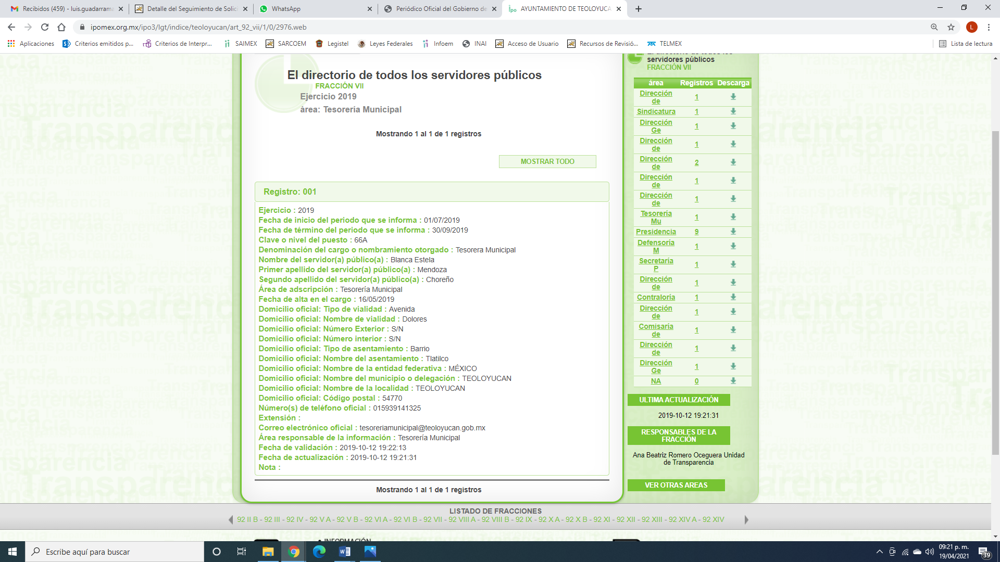 Recibidos (459) - luis.guadarrama
Detalle del Seguimiento de Solici
WhatsApp
Periódico Oficial del Gobierno de
AYUNTAMIENTO DE TEOLOYUCA
ipomex.org.mx/ipo3/lgt/indice/teoloyucan/art_92_vii/1/0/2976.web
L
Aplicaciones
Criterios emitidos p...
Criterios de Interpr...
SAIMEX
SARCOEM
Legistel
Leyes Federales
Infoem
INAI
Acceso de Usuario
Recursos de Revisió...
TELMEX
Lista de lectura
El directorio de todos los servidores públicos
FRACCIÓN VII
Ejercicio 2019
área: Tesorería Municipal
Mostrando 1 al 1 de 1 registros
MOSTRAR TODO
Registro: 001
Ejercicio : 2019
Fecha de inicio del periodo que se informa : 01/07/2019
Fecha de término del periodo que se informa : 30/09/2019
Clave o nivel del puesto : 66A
Denominación del cargo o nombramiento otorgado : Tesorera Municipal
Nombre del servidor(a) público(a) : Blanca Estela
Primer apellido del servidor(a) público(a) : Mendoza
Segundo apellido del servidor(a) público(a) : Choreño
Área de adscripción : Tesorería Municipal
Fecha de alta en el cargo : 16/05/2019
Domicilio oficial: Tipo de vialidad : Avenida
Domicilio oficial: Nombre de vialidad : Dolores
Domicilio oficial: Número Exterior : S/N
Domicilio oficial: Número interior : S/N
Domicilio oficial: Tipo de asentamiento : Barrio
Domicilio oficial: Nombre del asentamiento : Tlatilco
Domicilio oficial: Nombre de la entidad federativa : MÉXICO
Domicilio oficial: Nombre del municipio o delegación : TEOLOYUCAN
Domicilio oficial: Nombre de la localidad : TEOLOYUCAN
Domicilio oficial: Código postal : 54770
Número(s) de teléfono oficial : 015939141325
Extensión :
Correo electrónico oficial : tesoreriamunicipal@teoloyucan.gob.mx
Área responsable de la información : Tesorería Municipal
Fecha de validación : 2019-10-12 19:22:13
Fecha de actualización : 2019-10-12 19:21:31
Nota :
Mostrando 1 al 1 de 1 registros
El directorio de todos los
servidores públicos
FRACCIÓN VII
área Registros Descarga
Dirección de 1
Sindicatura 1
Dirección Ge 1
Dirección de 1
Dirección de 2
Dirección de 1
Dirección de 1
Tesorería Mu 1
Presidencia 9
Defensoría M 1
Secretaría P 1
Dirección de 1
Contraloría 1
Dirección de 1
Comisaría de 1
Dirección de 1
Dirección Ge 1
NA 0
ULTIMA ACTUALIZACIÓN
2019-10-12 19:21:31
RESPONSABLES DE LA
FRACCIÓN
Ana Beatriz Romero Oceguera Unidad
de Transparencia
VER OTRAS AREAS
LISTADO DE FRACCIONES
92 II B - 92 III - 92 IV - 92 V A - 92 V B - 92 VI A - 92 VI B - 92 VII - 92 VIII A - 92 VIII B - 92 IX - 92 X A - 92 X B - 92 XI - 92 XII - 92 XIII - 92 XIV A - 92 XIV
INFORMACIÓN
Escribe aquí para buscar
09:21 p. m.
19/04/2021
39